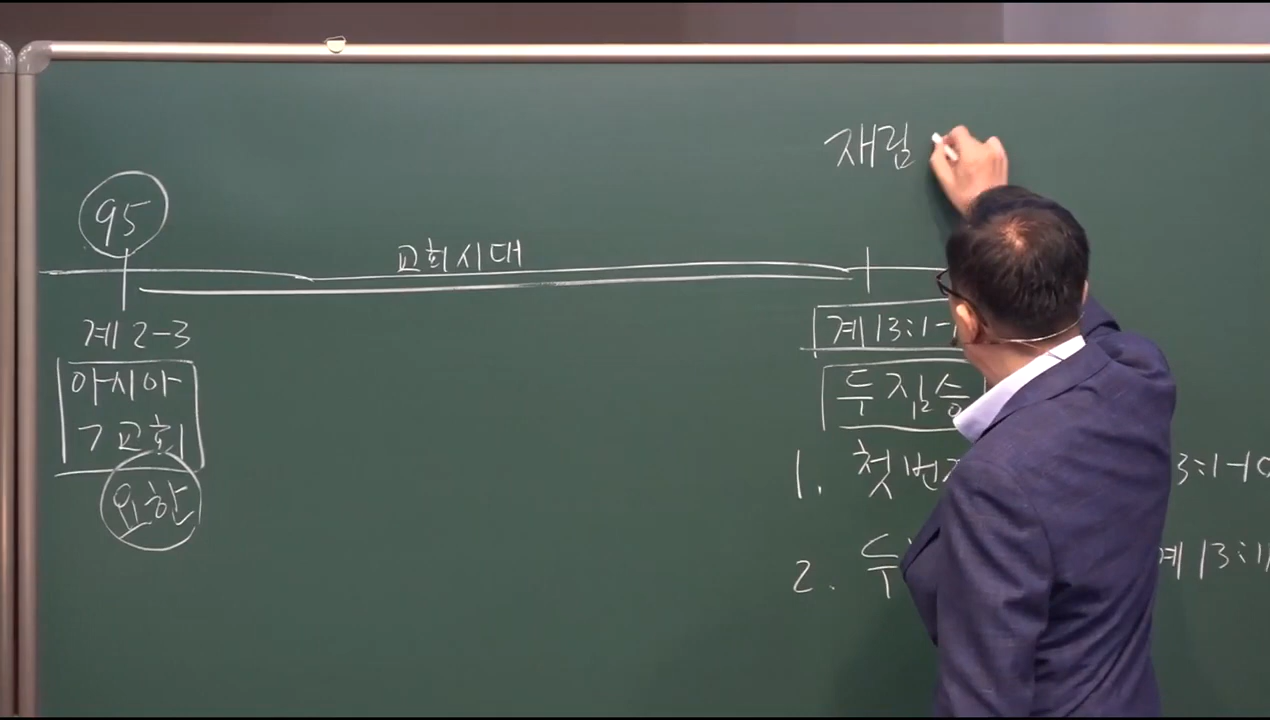 재림
95
교회시대
계 2-3
아시아
7교회
요한
계 13:1-
두 짐승
1. 첫 번 3:1-10
2. 두 계 13:11